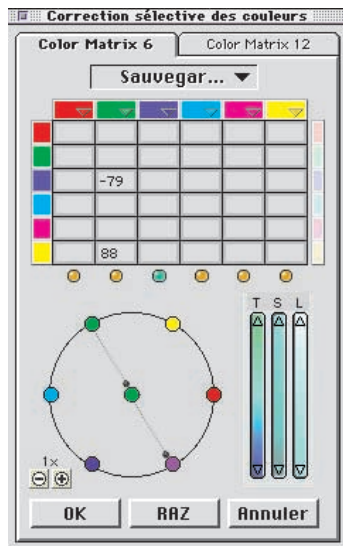 Correction sélective des couleurs
Color Matrix 6 Color Matrix 12
Sauvegar...
-79
88
T S L
1x
OK RAZ Annuler